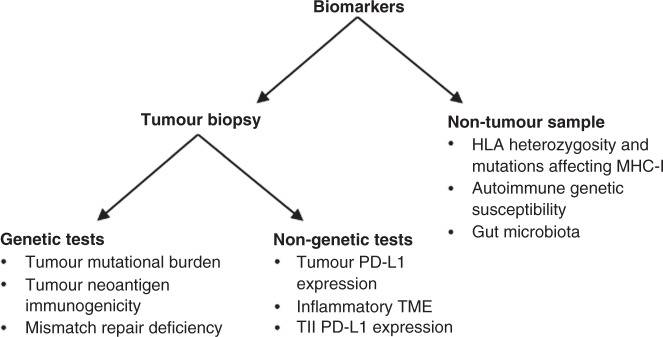 Biomarkers
Tumour biopsy
Non-tumour sample
• HLA heterozygosity and
mutations affecting MHC-I
• Autoimmune genetic
susceptibility
• Gut microbiota
Genetic tests
• Tumour mutational burden
• Tumour neoantigen
immunogenicity
• Mismatch repair deficiency
Non-genetic tests
• Tumour PD-L1
expression
• Inflammatory TME
• TII PD-L1 expression